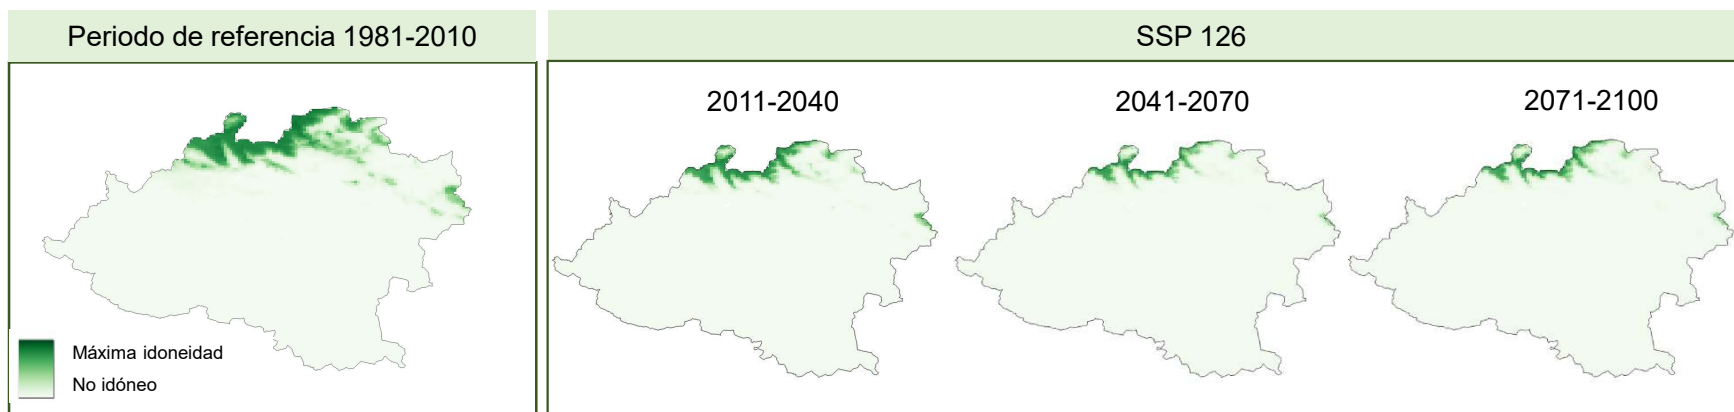 Periodo de referencia 1981-2010
SSP 126
2011-2040
2041-2070
2071-2100
Máxima idoneidad
No idóneo